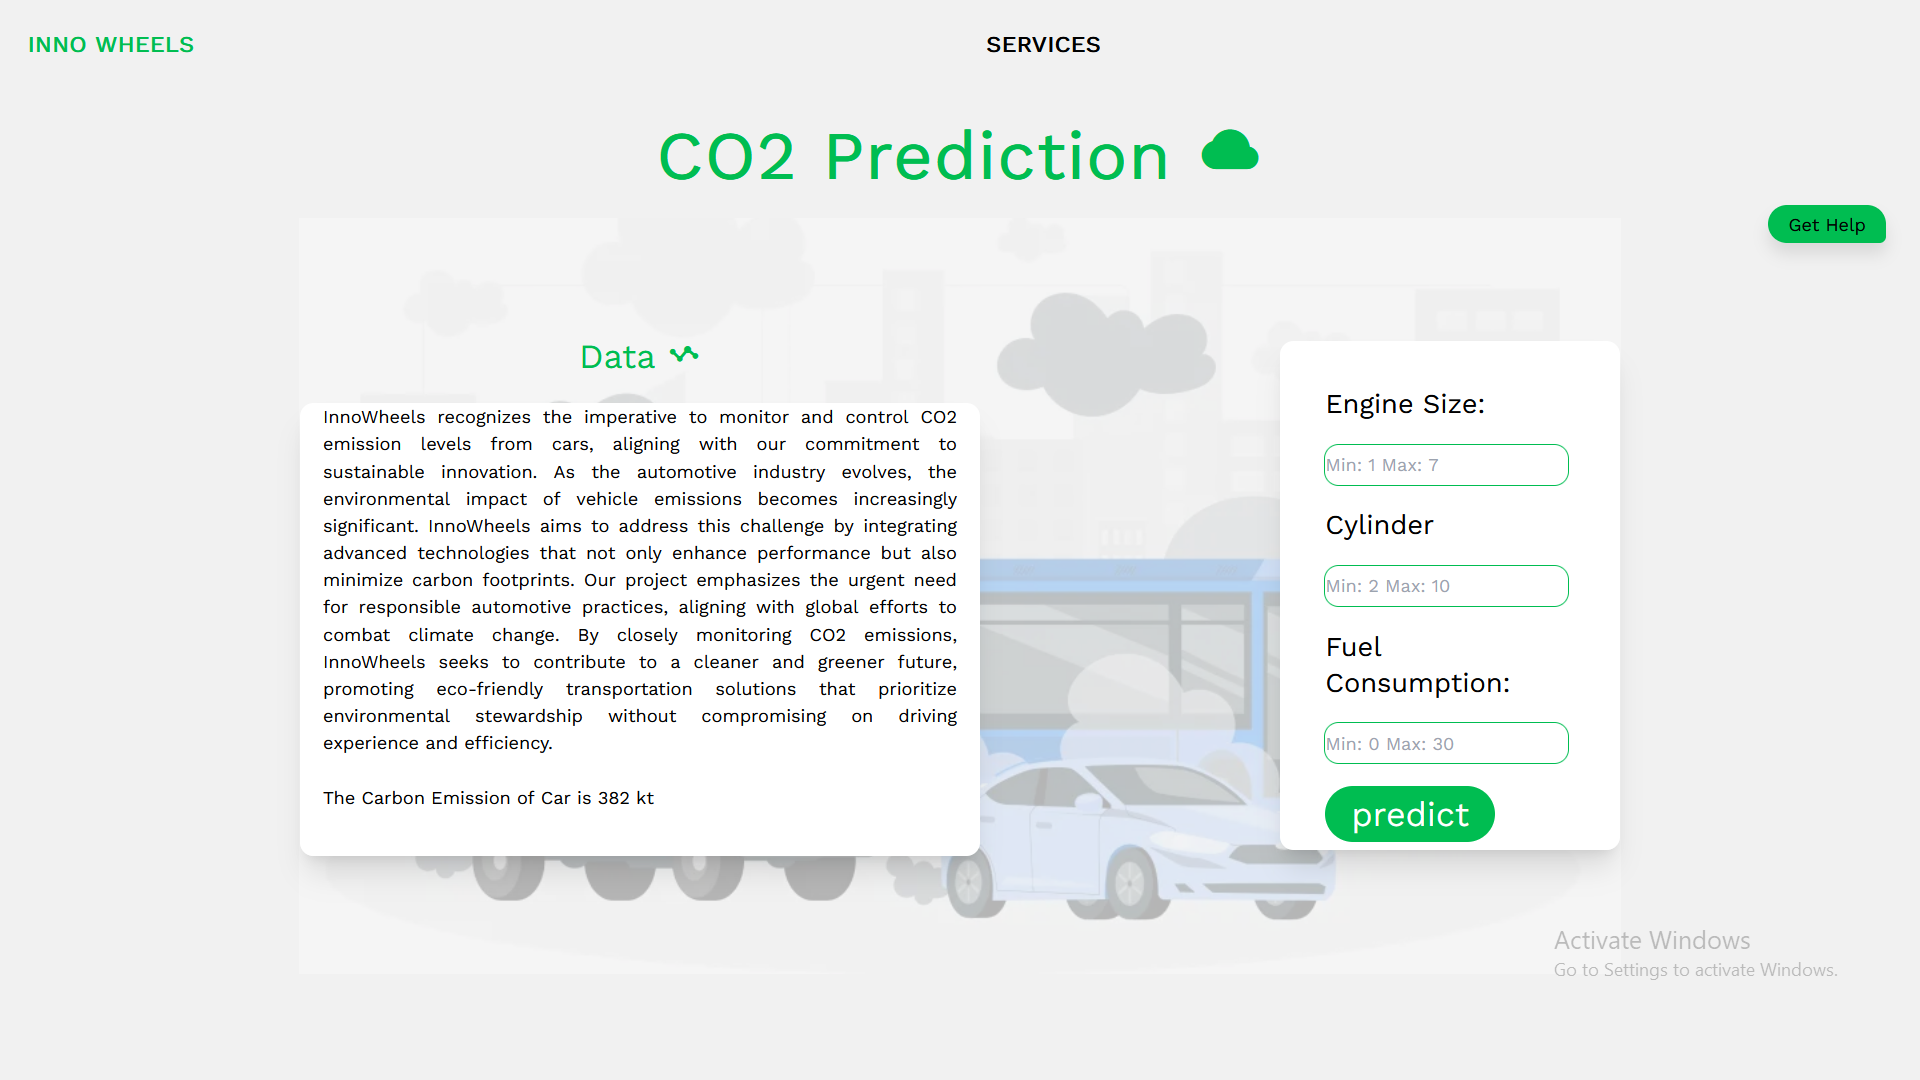 INNO WHEELS
SERVICES
CO2 Prediction
Get Help
Data
InnoWheels recognizes the imperative to monitor and control CO2
emission levels from cars, aligning with our commitment to
sustainable innovation. As the automotive industry evolves, the
environmental impact of vehicle emissions becomes increasingly
significant. InnoWheels aims to address this challenge by integrating
advanced technologies that not only enhance performance but also
minimize carbon footprints. Our project emphasizes the urgent need
for responsible automotive practices, aligning with global efforts to
combat climate change. By closely monitoring CO2 emissions,
InnoWheels seeks to contribute to a cleaner and greener future,
promoting eco-friendly transportation solutions that prioritize
environmental stewardship without compromising on driving
experience and efficiency.
The Carbon Emission of Car is 382 kt
Engine Size:
Min: 1 Max: 7
Cylinder
Min: 2 Max: 10
Fuel
Consumption:
Min: 0 Max: 30
predict
Activate Windows
Go to Settings to activate Windows.